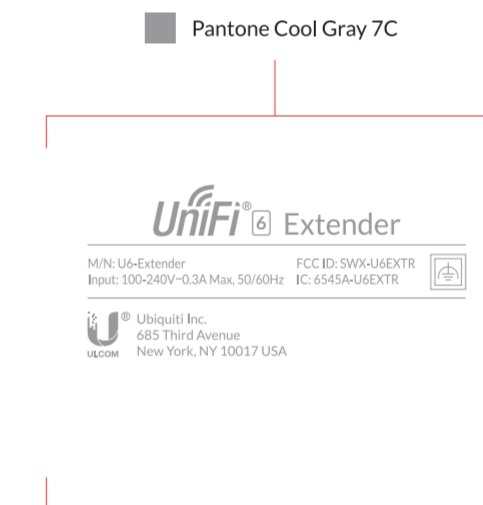 Pantone Cool Gray 7C
UniFi® 6 Extender
M/N: U6-Extender
Input: 100-240V~0.3A Max, 50/60Hz
FCC ID: SWX-U6EXTR
IC: 6545A-U6EXTR
®
ULCOM
Ubiquiti Inc.
685 Third Avenue
New York, NY 10017 USA